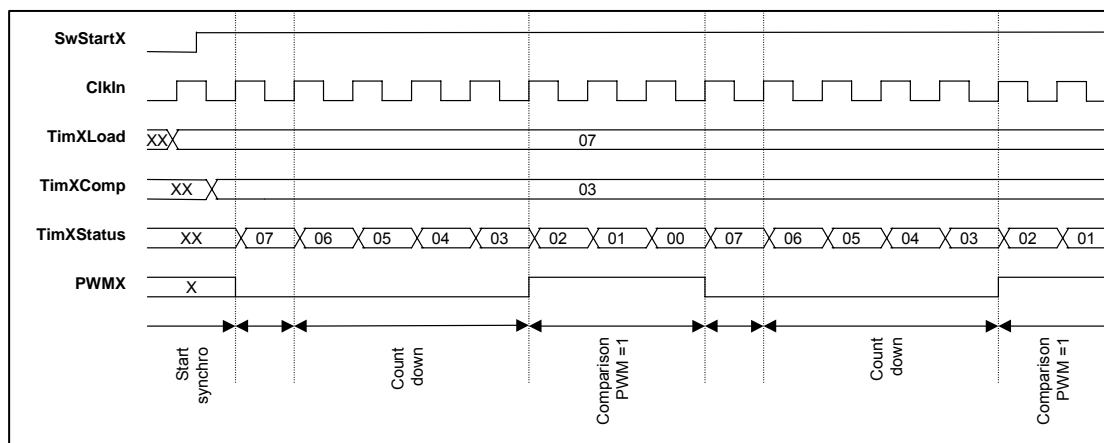 SwStartX
ClkIn
TimXLoad XX 07
TimXComp XX 03
TimXStatus XX 07 06 05 04 03 02 01 00 07 06 05 04 03 02 01
PWMX X
Start
synchro
Count
down
Comparison
PWM =1
Count
down
Comparison
PWM =1